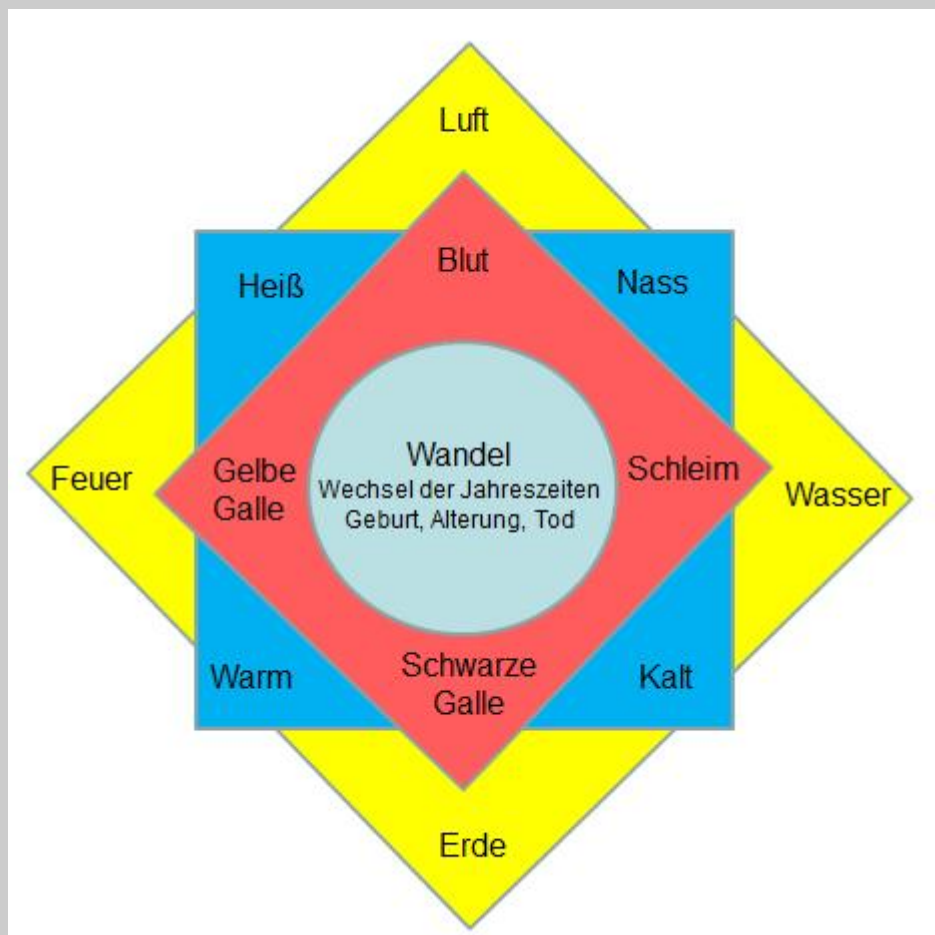 Luft
Blut
Heiß
Nass
Wandel
Wechsel der Jahreszeiten
Geburt, Alterung, Tod
Feuer
Gelbe
Galle
Schleim
Wasser
Warm
Schwarze
Galle
Kalt
Erde